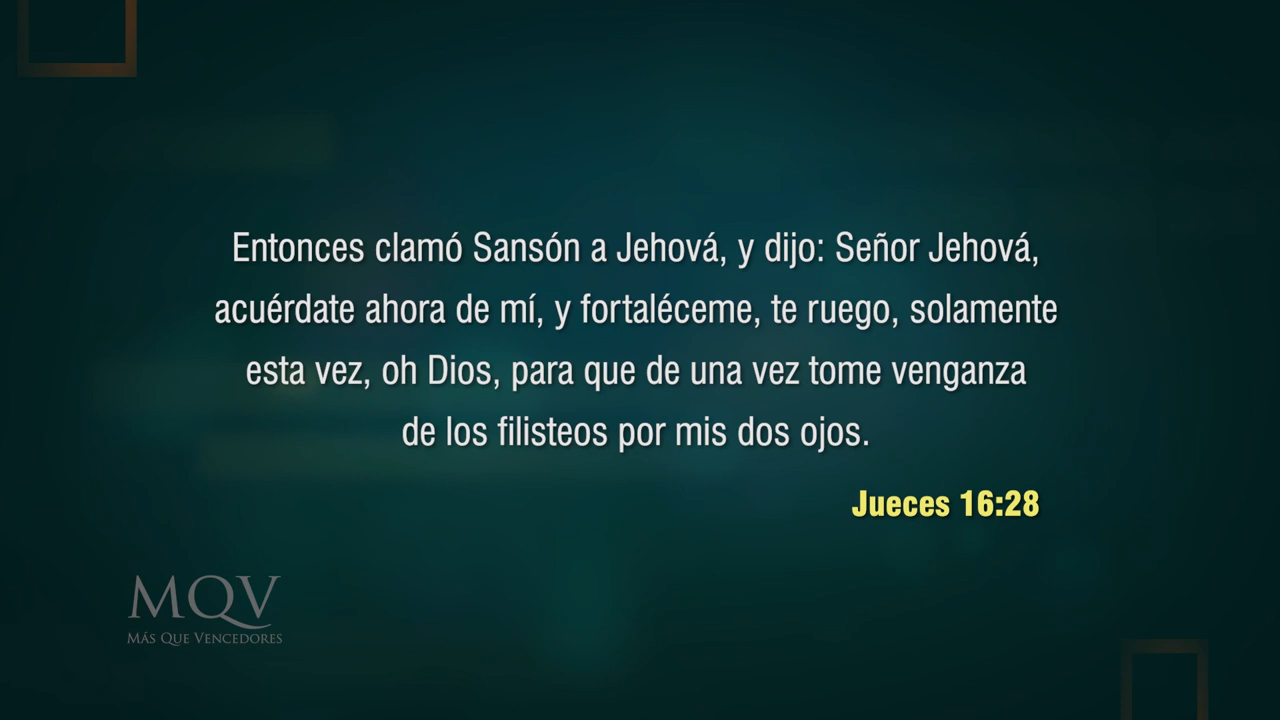 Entonces clamó Sansón a Jehová, y dijo: Señor Jehová,
acuérdate ahora de mí, y fortaléceme, te ruego, solamente
esta vez, oh Dios, para que de una vez tome venganza
de los filisteos por mis dos ojos.
Jueces 16:28
MQV
MÁS QUE VENCEDORES